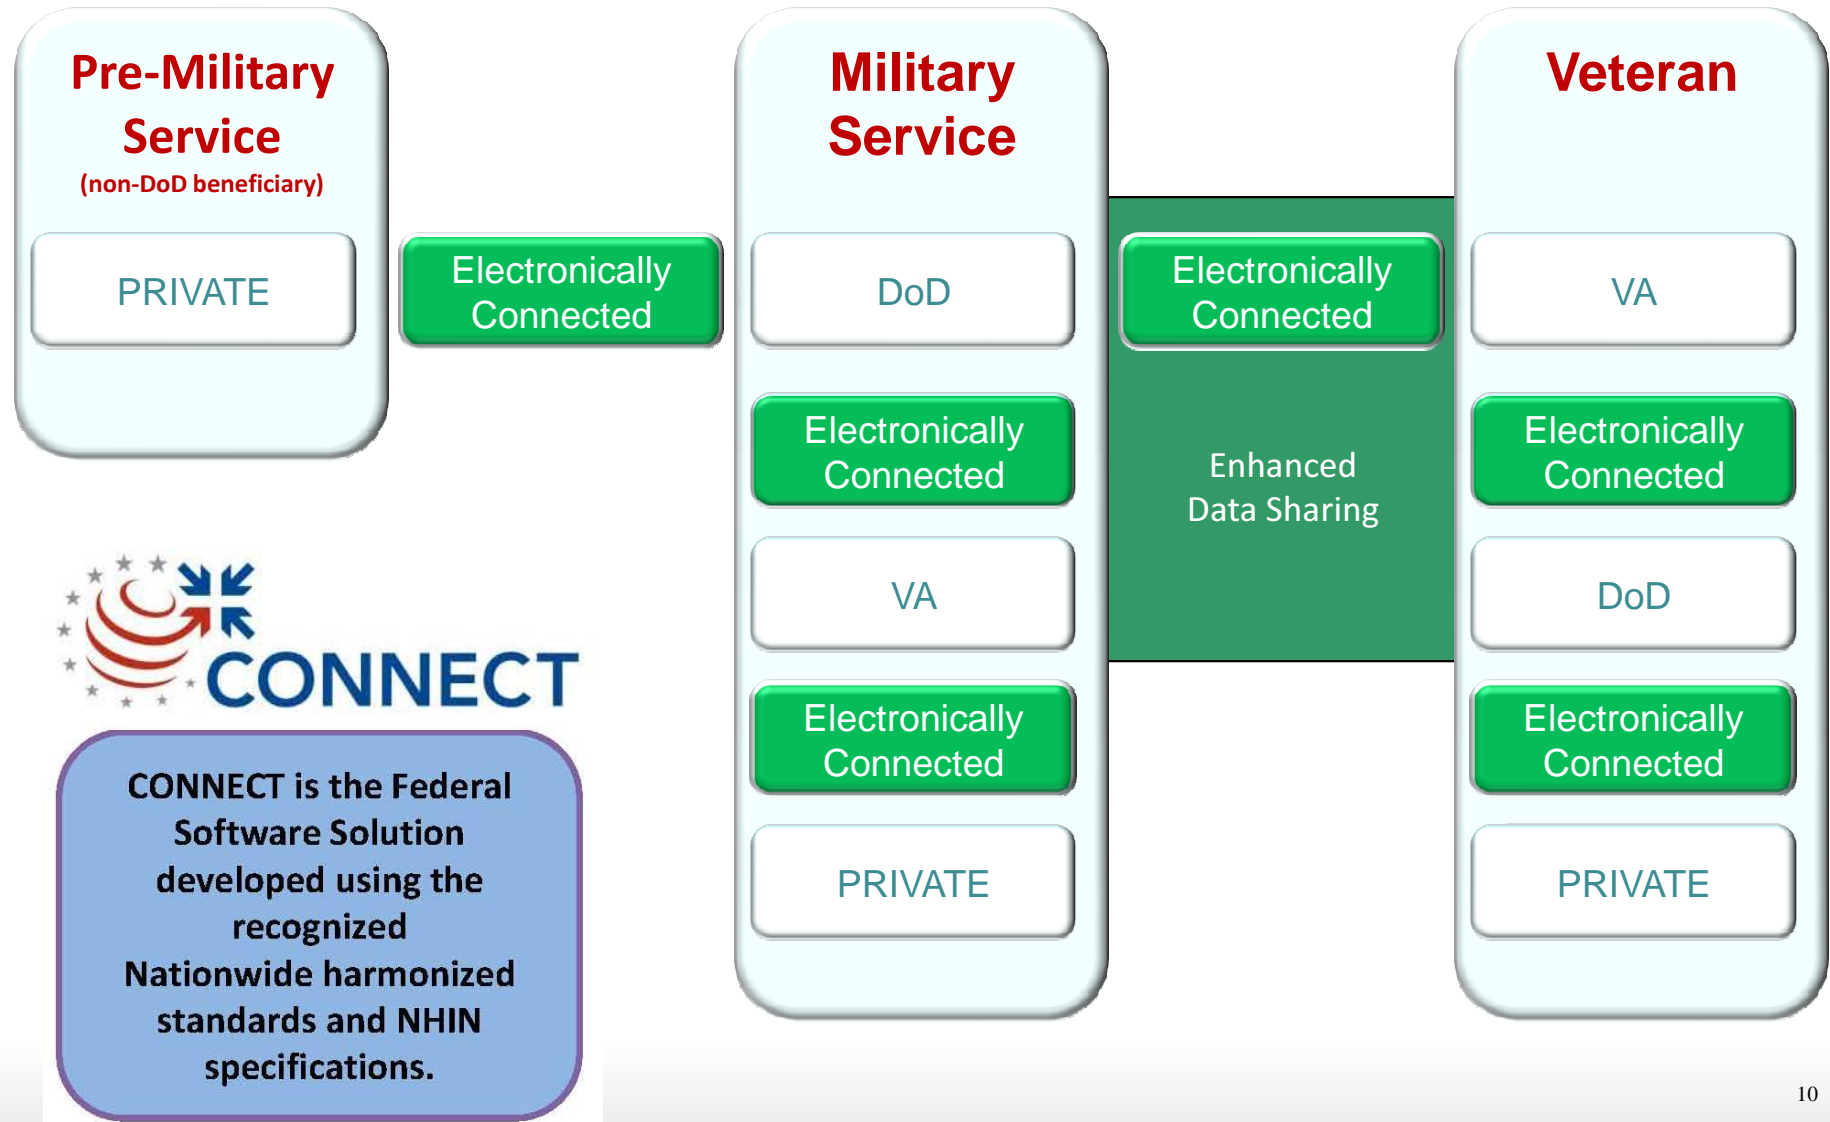 Pre-Military
Service
(non-DoD beneficiary)
PRIVATE
Electronically
Connected
Military
Service
DoD
Electronically
Connected
VA
Electronically
Connected
PRIVATE
Electronically
Connected
Enhanced
Data Sharing
Veteran
VA
Electronically
Connected
DoD
Electronically
Connected
PRIVATE
CONNECT
CONNECT is the Federal
Software Solution
developed using the
recognized
Nationwide harmonized
standards and NHIN
specifications.
10